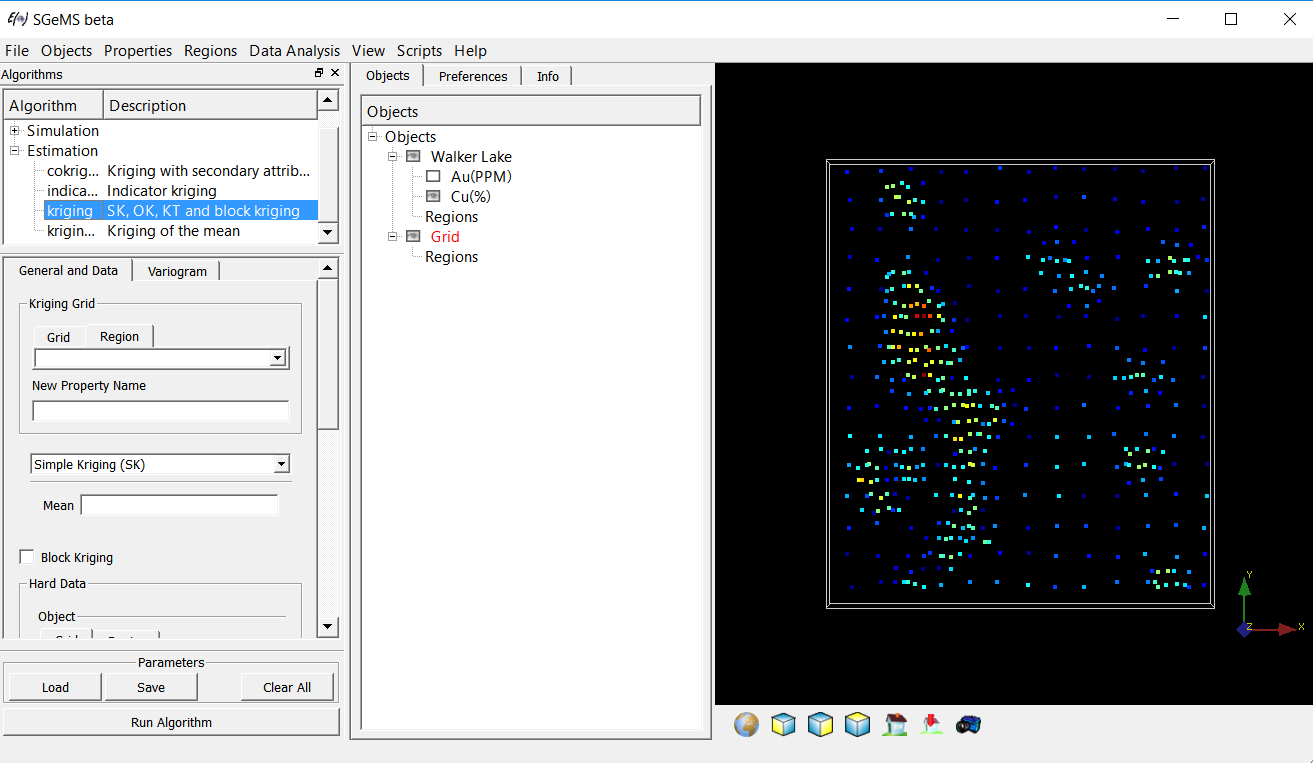 SGeMS beta
File Objects Properties Regions Data Analysis View Scripts Help
Algorithms
Algorithm Description
Simulation
Estimation
cokrig... Kriging with secondary attrib...
indica... Indicator kriging
kriging SK, OK, KT and block kriging
krigin... Kriging of the mean
General and Data Variogram
Kriging Grid
Grid Region
New Property Name
Simple Kriging (SK)
Mean
Block Kriging
Hard Data
Object
Parameters
Load Save Clear All
Run Algorithm
Objects Preferences Info
Objects
Objects
Walker Lake
Au(PPM)
Cu(%)
Regions
Grid
Regions
Y
Z
X